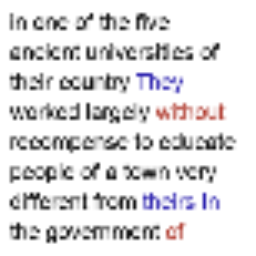 in one of the five
ancient universities of
their country They
worked largely without
recompense to educate
people of a town very
different from theirs In
the government of